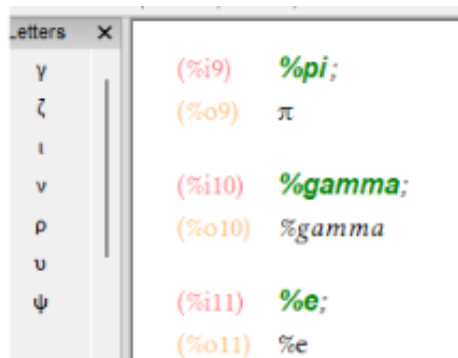 Letters
γ
ζ
ι
ν
ρ
υ
ψ
(%i9) %pi;
(%o9) π
(%i10) %gamma;
(%o10) %gamma
(%i11) %e;
(%o11) %e